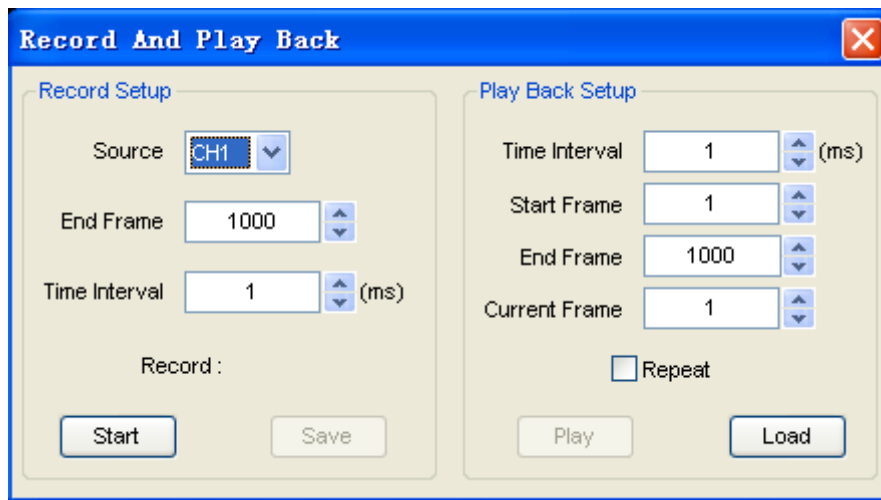 Record And Play Back
Record Setup
Source CH1
End Frame 1000
Time Interval 1 (ms)
Record :
Start Save
Play Back Setup
Time Interval 1 (ms)
Start Frame 1
End Frame 1000
Current Frame 1
Repeat
Play Load